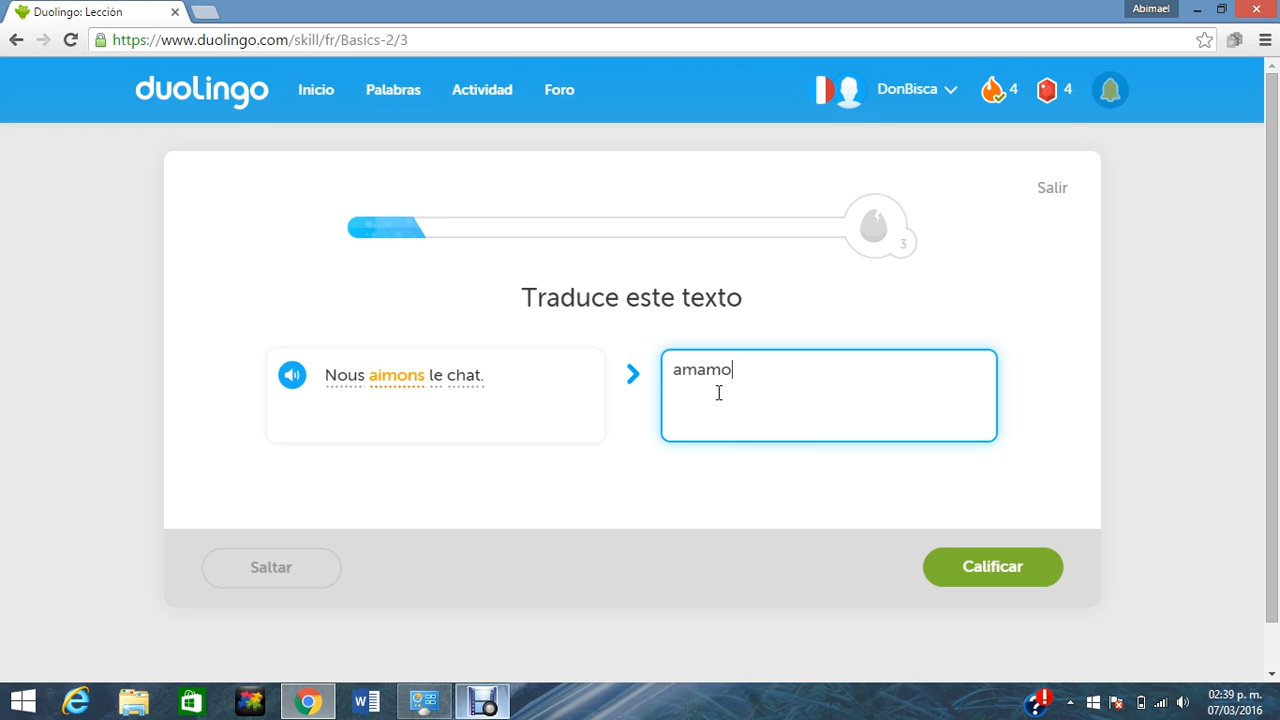 Duolingo: Lección
Abimael
https://www.duolingo.com/skill/fr/Basics-2/3
duolingo Inicio Palabras Actividad Foro DonBisca 4 4
Salir
3
Traduce este texto
Nous aimons le chat.
amamo
Saltar
Calificar
02:39 p. m.
07/03/2016